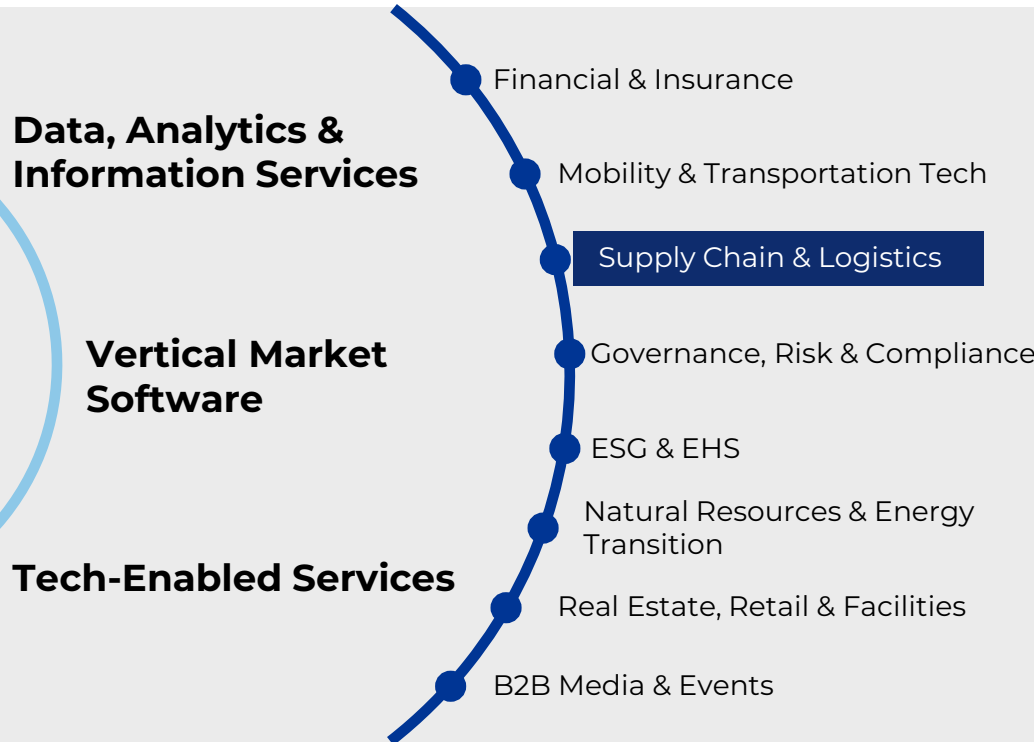 Data, Analytics &
Information Services
Vertical Market
Software
Tech-Enabled Services
Financial & Insurance
Mobility & Transportation Tech
Supply Chain & Logistics
Governance, Risk & Compliance
ESG & EHS
Natural Resources & Energy
Transition
Real Estate, Retail & Facilities
B2B Media & Events